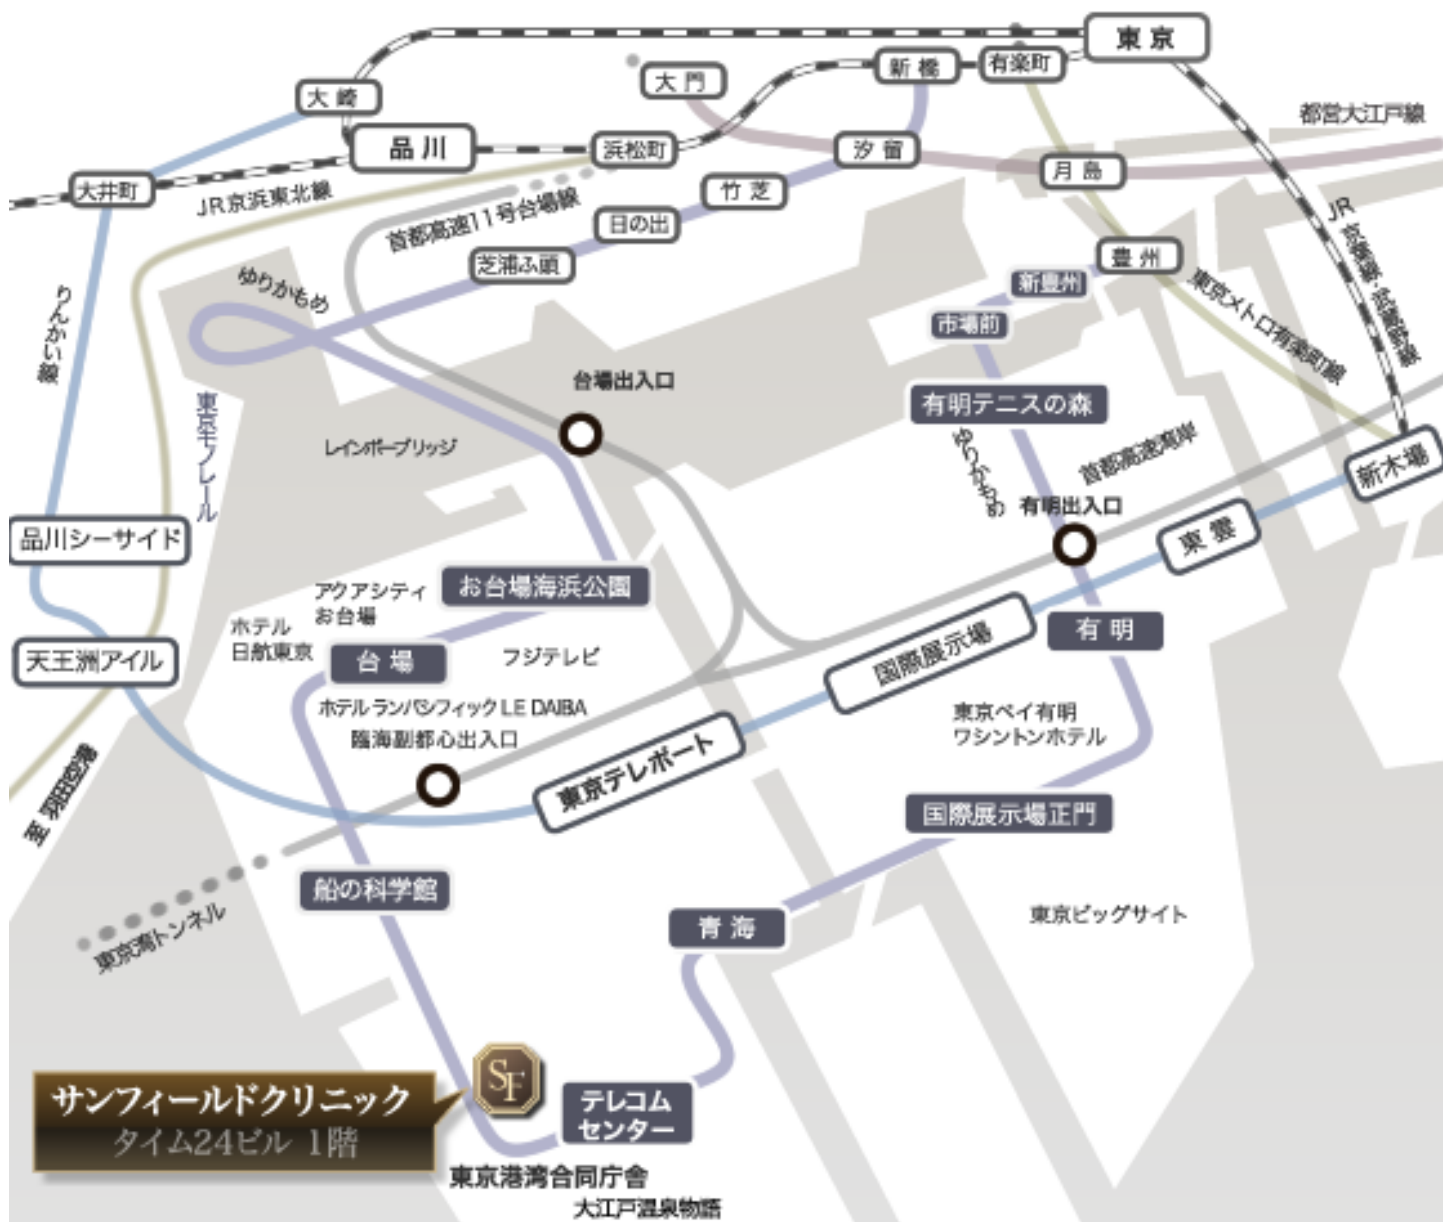 東京
新橋
有楽町
大門
大崎
品川
浜松町
汐留
都営大江戸線
月島
竹芝
大井町
JR京浜東北線
首都高速11号台場線
日の出
芝浦ふ頭
豊州
新豊州
JR
ゆりかもめ
東京メトロ有楽町線
市場前
りんかい線
台場出入口
有明テニスの森
東京モノレール
レインボーブリッジ
ゆりかもめ
首都高速湾岸
新木場
有明出入口
品川シーサイド
東雲
アクアシティ
お台場
お台場海浜公園
ホテル
日航東京
台場
フジテレビ
有明
国際展示場
天王洲アイル
ホテル ランパシフィック LE DAIBA
臨海副都心出入口
東京ベイ有明
ワシントンホテル
東京テレポート
至 羽田空港
国際展示場正門
船の科学館
青海
東京ビッグサイト
東京湾トンネル
SF
サンフィールドクリニック
タイム24ビル 1階
テレコム
センター
東京港湾合同庁舎
大江戸温泉物語